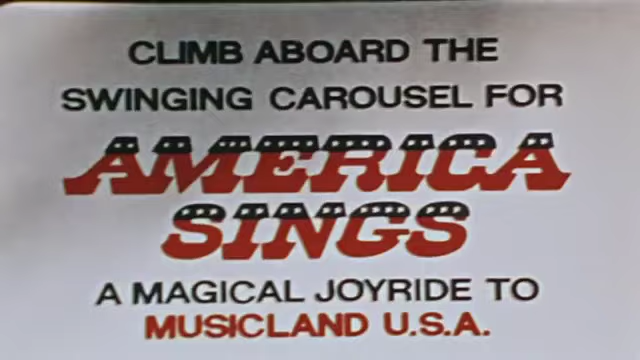 CLIMB ABOARD THE
SWINGING CAROUSEL FOR
AMERICA
SINGS
A MAGICAL JOYRIDE TO
MUSICLAND U.S.A.